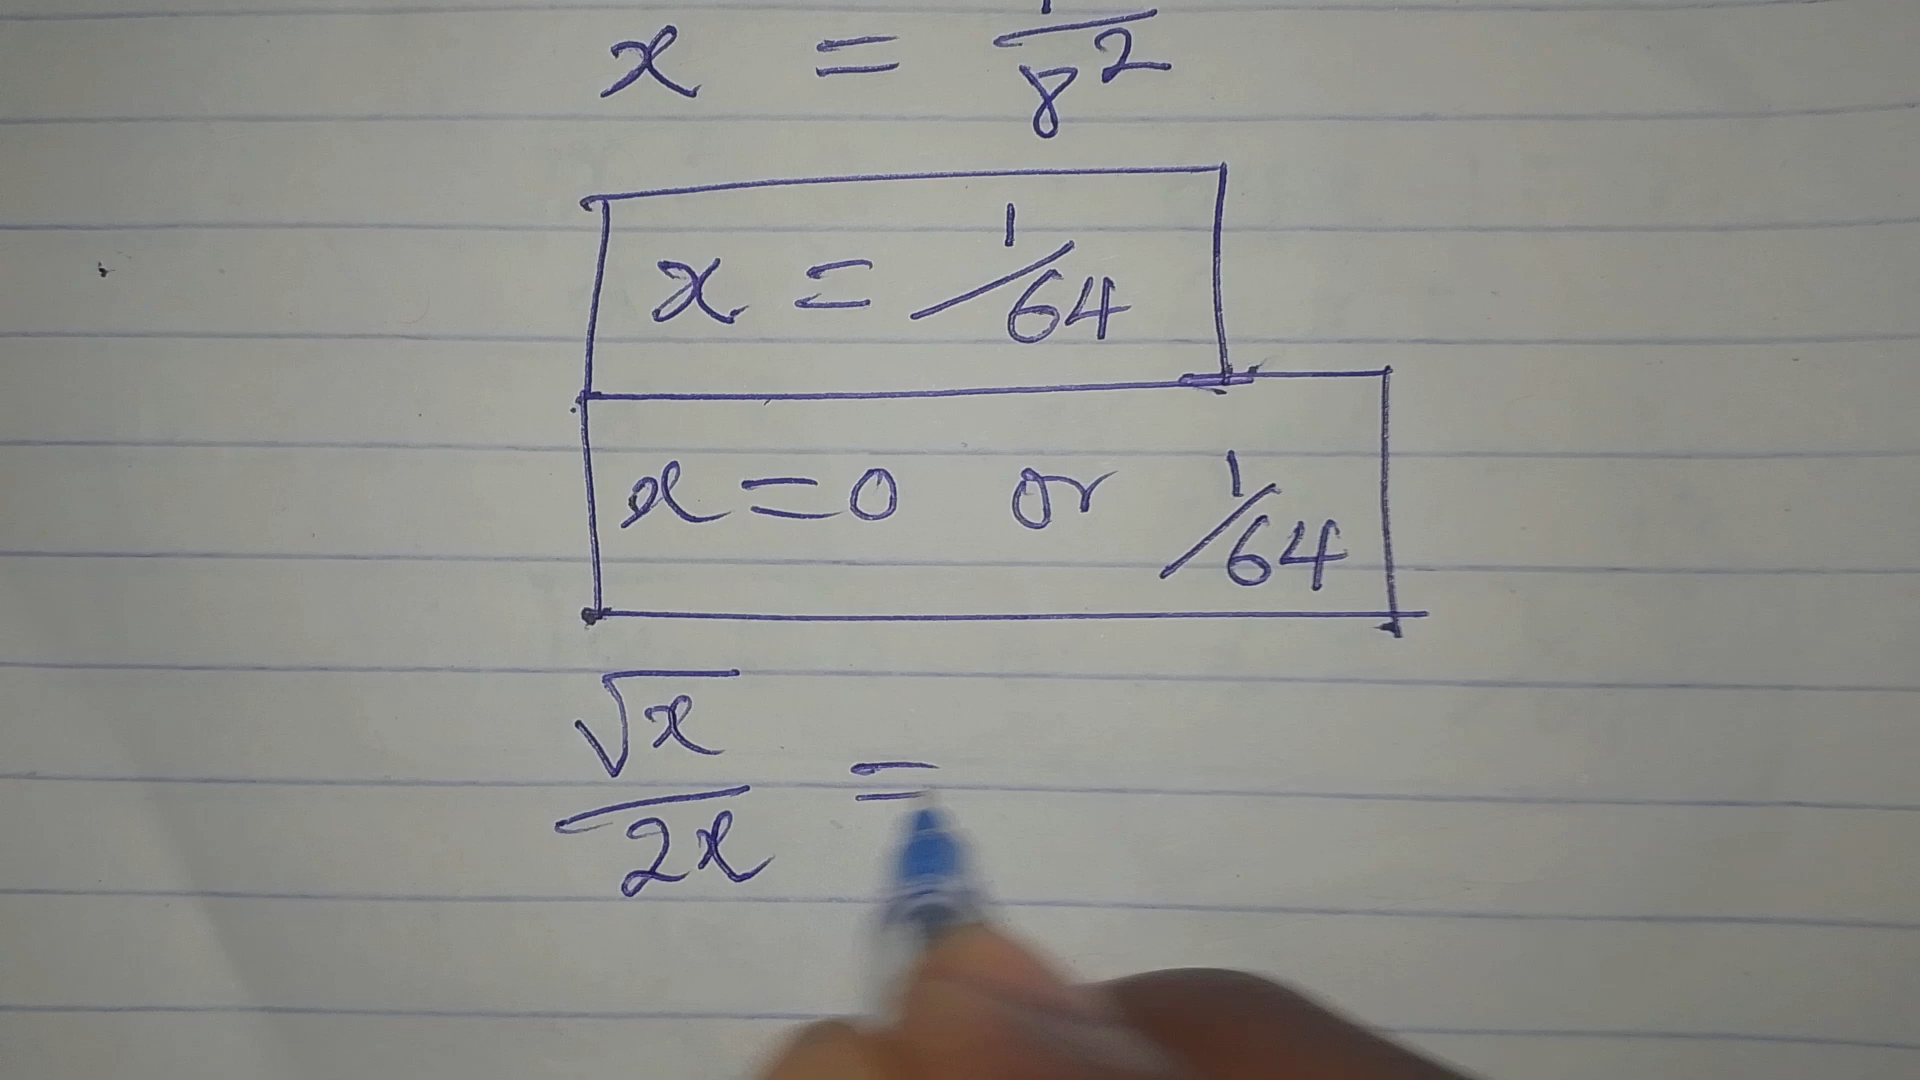 x = 1/8²
x = 1/64
x = 0 or 1/64
√x/2x =